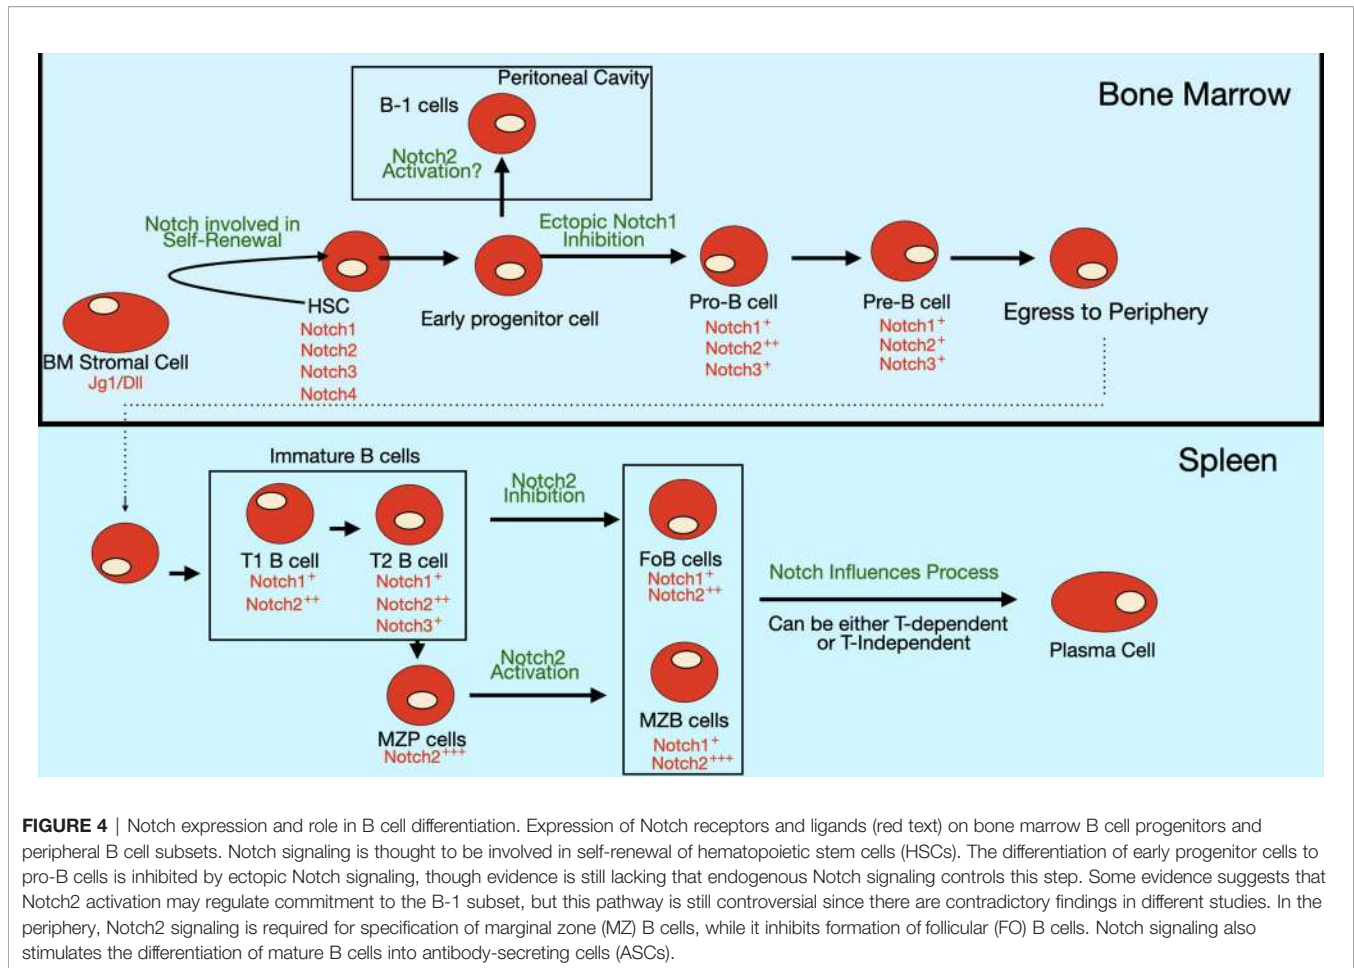 Bone Marrow
Peritoneal Cavity
B-1 cells
Notch2
Activation?
Notch involved in
Self-Renewal
Ectopic Notch1
Inhibition
BM Stromal Cell
Jg1/Dll
HSC
Notch1
Notch2
Notch3
Notch4
Early progenitor cell
Pro-B cell
Notch1⁺
Notch2⁺⁺
Notch3⁺
Pre-B cell
Notch1⁺
Notch2⁺
Notch3⁺
Egress to Periphery
Spleen
Immature B cells
T1 B cell
Notch1⁺
Notch2⁺⁺
T2 B cell
Notch1⁺
Notch2⁺⁺
Notch3⁺
Notch2
Inhibition
MZP cells
Notch2⁺⁺⁺
Notch2
Activation
FoB cells
Notch1⁺
Notch2⁺⁺
MZB cells
Notch1⁺
Notch2⁺⁺⁺
Notch Influences Process
Can be either T-dependent
or T-Independent
Plasma Cell
FIGURE 4 | Notch expression and role in B cell differentiation. Expression of Notch receptors and ligands (red text) on bone marrow B cell progenitors and
peripheral B cell subsets. Notch signaling is thought to be involved in self-renewal of hematopoietic stem cells (HSCs). The differentiation of early progenitor cells to
pro-B cells is inhibited by ectopic Notch signaling, though evidence is still lacking that endogenous Notch signaling controls this step. Some evidence suggests that
Notch2 activation may regulate commitment to the B-1 subset, but this pathway is still controversial since there are contradictory findings in different studies. In the
periphery, Notch2 signaling is required for specification of marginal zone (MZ) B cells, while it inhibits formation of follicular (FO) B cells. Notch signaling also
stimulates the differentiation of mature B cells into antibody-secreting cells (ASCs).